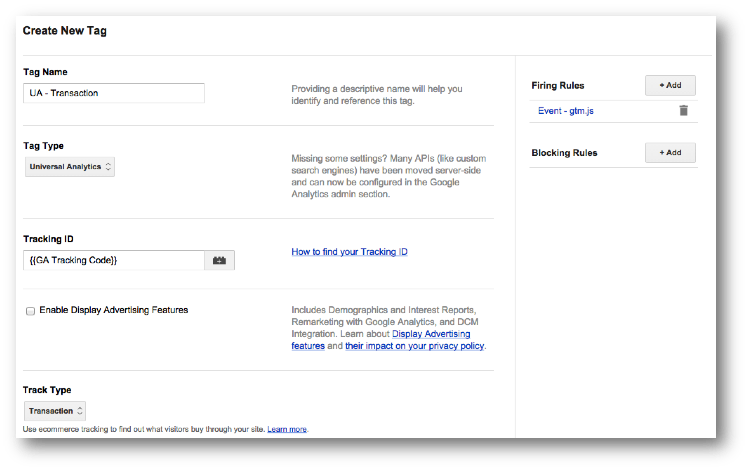 Create New Tag
Tag Name
UA - Transaction
Providing a descriptive name will help you
identify and reference this tag.
Tag Type
Universal Analytics
Missing some settings? Many APIs (like custom
search engines) have been moved server-side
and can now be configured in the Google
Analytics admin section.
Tracking ID
{{GA Tracking Code}}
How to find your Tracking ID
Enable Display Advertising Features
Includes Demographics and Interest Reports,
Remarketing with Google Analytics, and DCM
Integration. Learn about Display Advertising
features and their impact on your privacy policy.
Track Type
Transaction
Use ecommerce tracking to find out what visitors buy through your site. Learn more.
Firing Rules
+ Add
Event - gtm.js
Blocking Rules
+ Add